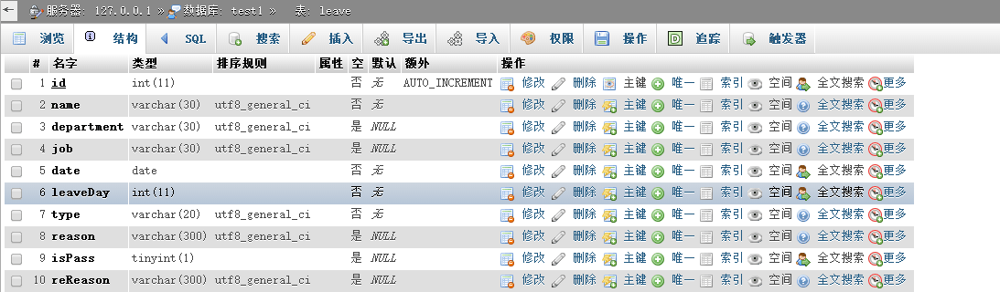 服务器: 127.0.0.1 » 数据库: test1 » 表: leave
浏览 结构 SQL 搜索 插入 导出 导入 权限 操作 追踪 触发器
# 名字 类型 排序规则 属性 空 默认 额外 操作
1 id int(11) 否 无 AUTO_INCREMENT 修改 删除 主键 唯一 索引 空间 全文搜索 更多
2 name varchar(30) utf8_general_ci 否 无 修改 删除 主键 唯一 索引 空间 全文搜索 更多
3 department varchar(30) utf8_general_ci 是 NULL 修改 删除 主键 唯一 索引 空间 全文搜索 更多
4 job varchar(30) utf8_general_ci 是 NULL 修改 删除 主键 唯一 索引 空间 全文搜索 更多
5 date date 否 无 修改 删除 主键 唯一 索引 空间 全文搜索 更多
6 leaveDay int(11) 否 无 修改 删除 主键 唯一 索引 空间 全文搜索 更多
7 type varchar(20) utf8_general_ci 否 无 修改 删除 主键 唯一 索引 空间 全文搜索 更多
8 reason varchar(300) utf8_general_ci 是 NULL 修改 删除 主键 唯一 索引 空间 全文搜索 更多
9 isPass tinyint(1) 是 NULL 修改 删除 主键 唯一 索引 空间 全文搜索 更多
10 reReason varchar(300) utf8_general_ci 是 NULL 修改 删除 主键 唯一 索引 空间 全文搜索 更多